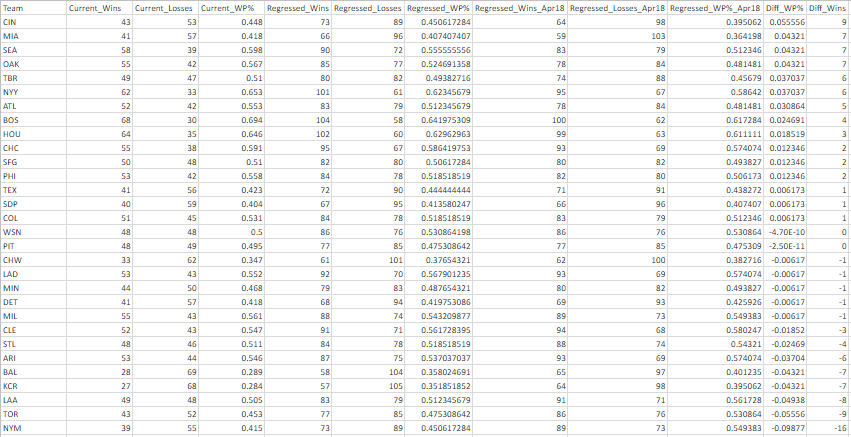 Team Current_Wins Current_Losses Current_WP% Regressed_Wins Regressed_Losses Regressed_WP% Regressed_Wins_Apr18 Regressed_Losses_Apr18 Regressed_WP%_Apr18 Diff_WP% Diff_Wins
CIN 43 53 0.448 73 89 0.450617284 64 98 0.395062 0.055556 9
MIA 41 57 0.418 66 96 0.407407407 59 103 0.364198 0.04321 7
SEA 58 39 0.598 90 72 0.555555556 83 79 0.512346 0.04321 7
OAK 55 42 0.567 85 77 0.524691358 78 84 0.481481 0.04321 7
TBR 49 47 0.51 80 82 0.49382716 74 88 0.45679 0.037037 6
NYY 62 33 0.653 101 61 0.62345679 95 67 0.58642 0.037037 6
ATL 52 42 0.553 83 79 0.512345679 78 84 0.481481 0.030864 5
BOS 68 30 0.694 104 58 0.641975309 100 62 0.617284 0.024691 4
HOU 64 35 0.646 102 60 0.62962963 99 63 0.611111 0.018519 3
CHC 55 38 0.591 95 67 0.586419753 93 69 0.574074 0.012346 2
SFG 50 48 0.51 82 80 0.50617284 80 82 0.493827 0.012346 2
PHI 53 42 0.558 84 78 0.518518519 82 80 0.506173 0.012346 2
TEX 41 56 0.423 72 90 0.444444444 71 91 0.438272 0.006173 1
SDP 40 59 0.404 67 95 0.413580247 66 96 0.407407 0.006173 1
COL 51 45 0.531 84 78 0.518518519 83 79 0.512346 0.006173 1
WSN 48 48 0.5 86 76 0.530864198 86 76 0.530864 -4.70E-10 0
PIT 48 49 0.495 77 85 0.475308642 77 85 0.475309 -2.50E-11 0
CHW 33 62 0.347 61 101 0.37654321 62 100 0.382716 -0.00617 -1
LAD 53 43 0.552 92 70 0.567901235 93 69 0.574074 -0.00617 -1
MIN 44 50 0.468 79 83 0.487654321 80 82 0.493827 -0.00617 -1
DET 41 57 0.418 68 94 0.419753086 69 93 0.425926 -0.00617 -1
MIL 55 43 0.561 88 74 0.543209877 89 73 0.549383 -0.00617 -1
CLE 52 43 0.547 91 71 0.561728395 94 68 0.580247 -0.01852 -3
STL 48 46 0.511 84 78 0.518518519 88 74 0.54321 -0.02469 -4
ARI 53 44 0.546 87 75 0.537037037 93 69 0.574074 -0.03704 -6
BAL 28 69 0.289 58 104 0.358024691 65 97 0.401235 -0.04321 -7
KCR 27 68 0.284 57 105 0.351851852 64 98 0.395062 -0.04321 -7
LAA 49 48 0.505 83 79 0.512345679 91 71 0.561728 -0.04938 -8
TOR 43 52 0.453 77 85 0.475308642 86 76 0.530864 -0.05556 -9
NYM 39 55 0.415 73 89 0.450617284 89 73 0.549383 -0.09877 -16